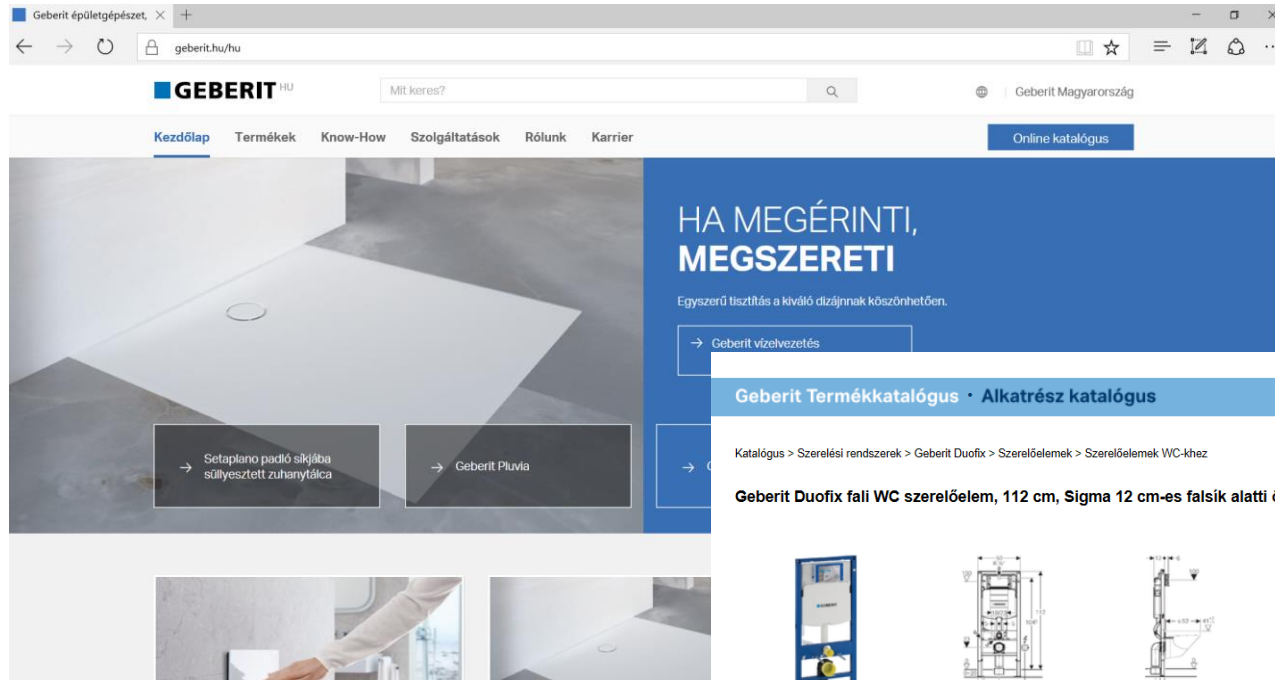 Geberit épületgépészet,
geberit.hu/hu
GEBERIT HU
Mit keres?
Geberit Magyarország
Kezdőlap Termékek Know-How Szolgáltatások Rólunk Karrier
Online katalógus
HA MEGÉRINTI,
MEGSZERETI
Egyszerű tisztítás a kiváló dizájnnak köszönhetően.
→ Geberit vízelvezetés
→ Setaplano padló síkjába
süllyesztett zuhanytálca
→ Geberit Pluvia
Geberit Termékkatalógus · Alkatrész katalógus
Katalógus > Szerelési rendszerek > Geberit Duofix > Szerelőelemek > Szerelőelemek WC-khez
Geberit Duofix fali WC szerelőelem, 112 cm, Sigma 12 cm-es falsík alatti
GEBERIT
112